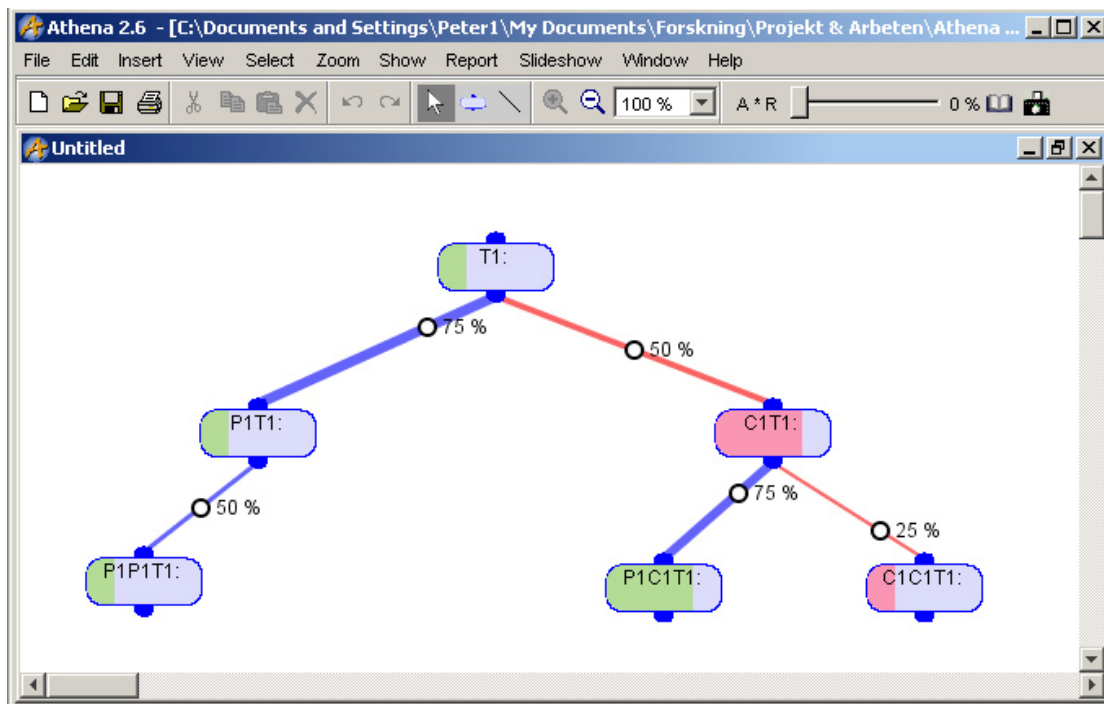 Athena 2.6 - [C:\Documents and Settings\Peter1\My Documents\Forskning\Projekt & Arbeten\Athena ...
File Edit Insert View Select Zoom Show Report Slideshow Window Help
100 % A * R 0 %
Untitled
T1:
75 %
50 %
P1T1:
C1T1:
75 %
50 %
25 %
P1P1T1:
P1C1T1:
C1C1T1: